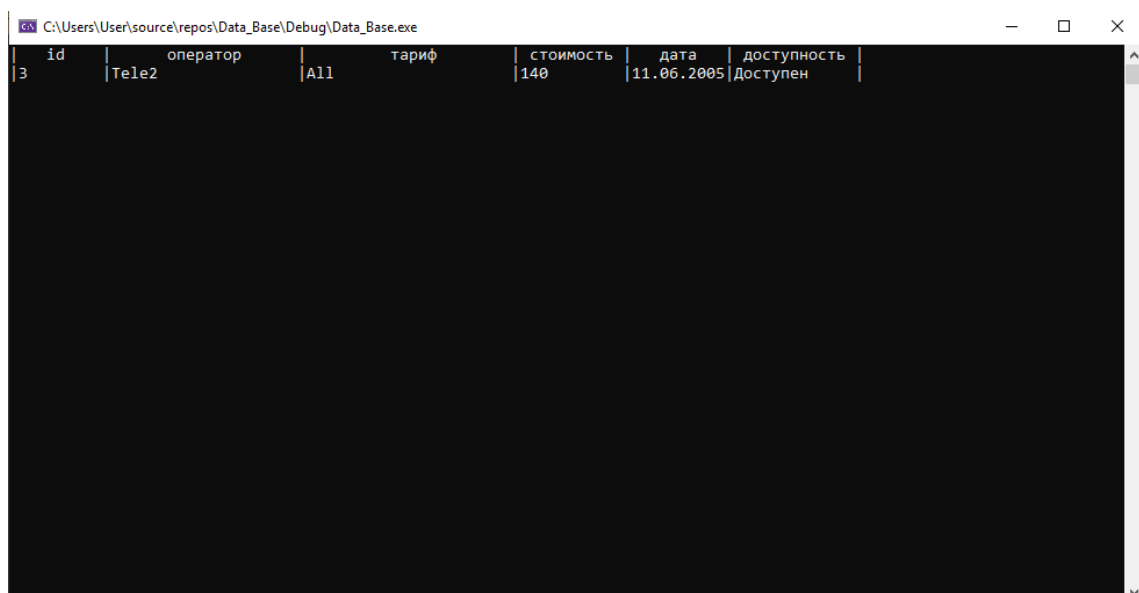 C:\Users\User\source\repos\Data_Base\Debug\Data_Base.exe
| id | оператор | тариф | стоимость | дата | доступность |
|3 |Tele2 |All |140 |11.06.2005|Доступен |